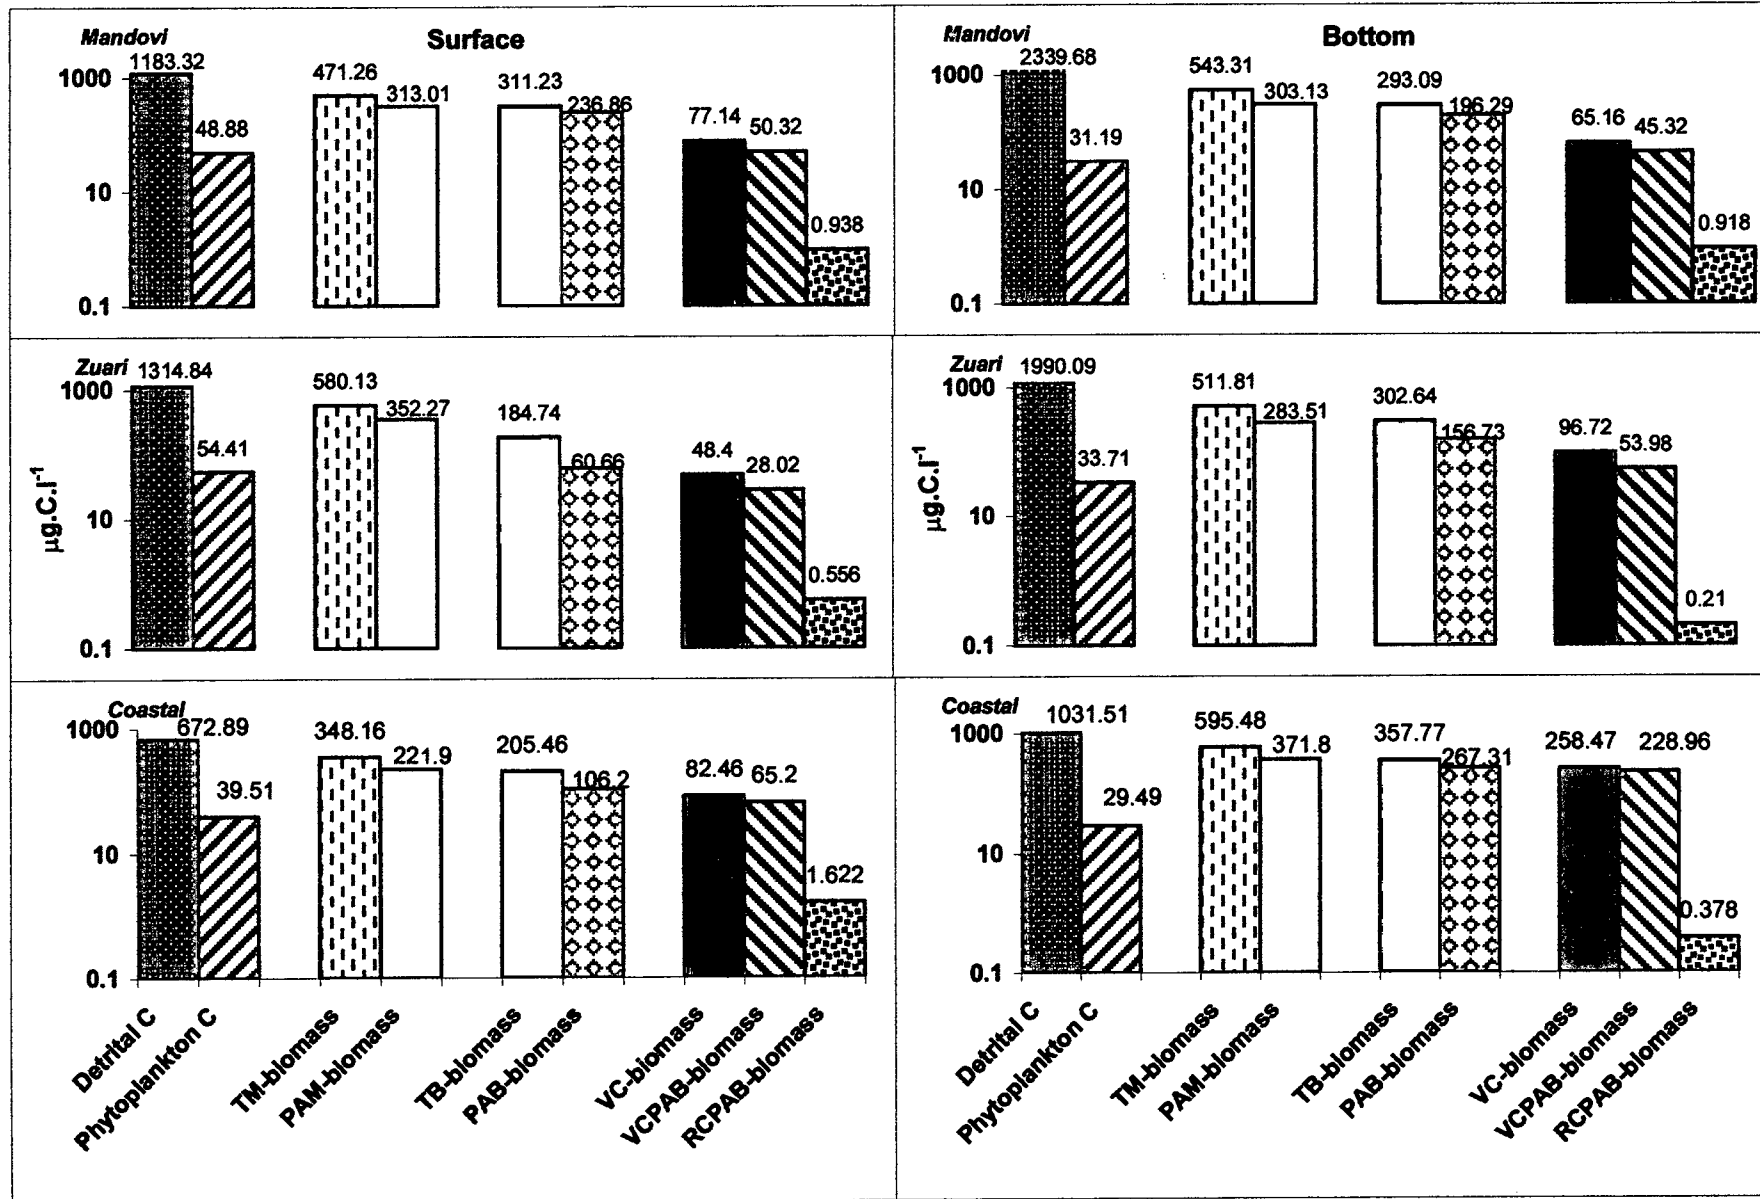 Surface
Mandovi
1183.32
1000
48.88
471.26
313.01
311.23
236.86
77.14
50.32
0.938
10
0.1
Bottom
Mandovi
2339.68
1000
31.19
543.31
303.13
293.09
196.29
65.16
45.32
0.918
10
0.1
Zuari
1314.84
1000
54.41
580.13
352.27
184.74
60.66
48.4
28.02
0.556
10
0.1
µg.C.l-1
Zuari
1990.09
1000
33.71
511.81
283.51
302.64
156.73
96.72
53.98
0.21
10
0.1
µg.C.l-1
Coastal
672.89
1000
39.51
348.16
221.9
205.46
106.2
82.46
65.2
1.622
10
0.1
Coastal
1031.51
1000
29.49
595.48
371.8
357.77
267.31
258.47
228.96
0.378
10
0.1
Detrital C
Phytoplankton C
TM-biomass
PAM-biomass
TB-biomass
PAB-biomass
VC-biomass
VCPAB-biomass
RCPAB-biomass
Detrital C
Phytoplankton C
TM-biomass
PAM-biomass
TB-biomass
PAB-biomass
VC-biomass
VCPAB-biomass
RCPAB-biomass